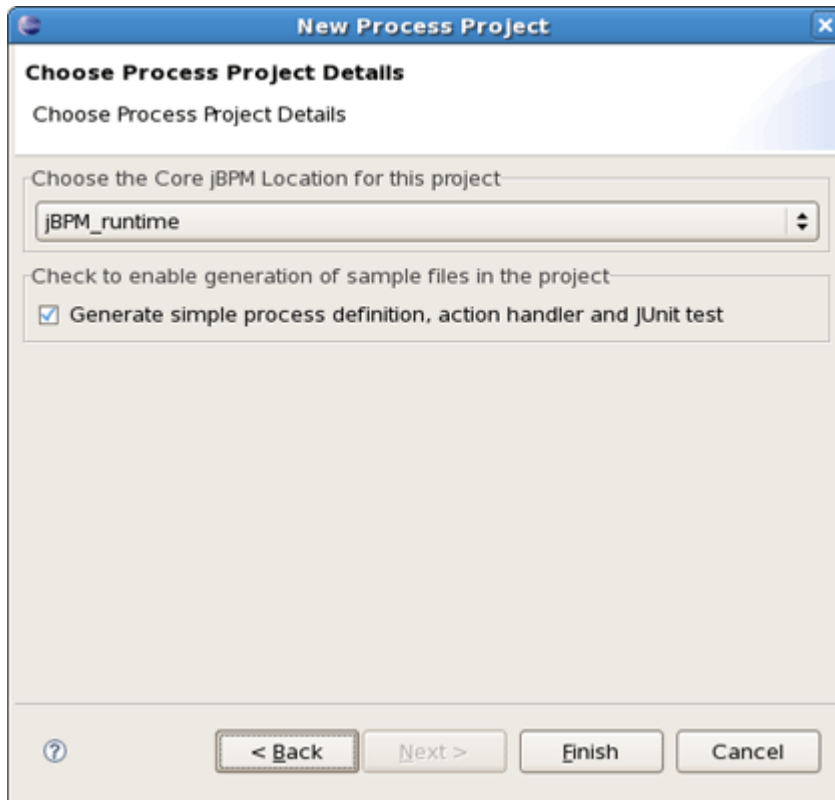 New Process Project
Choose Process Project Details
Choose Process Project Details
Choose the Core jBPM Location for this project
jBPM_runtime
Check to enable generation of sample files in the project
Generate simple process definition, action handler and JUnit test
?
< Back
Next >
Finish
Cancel